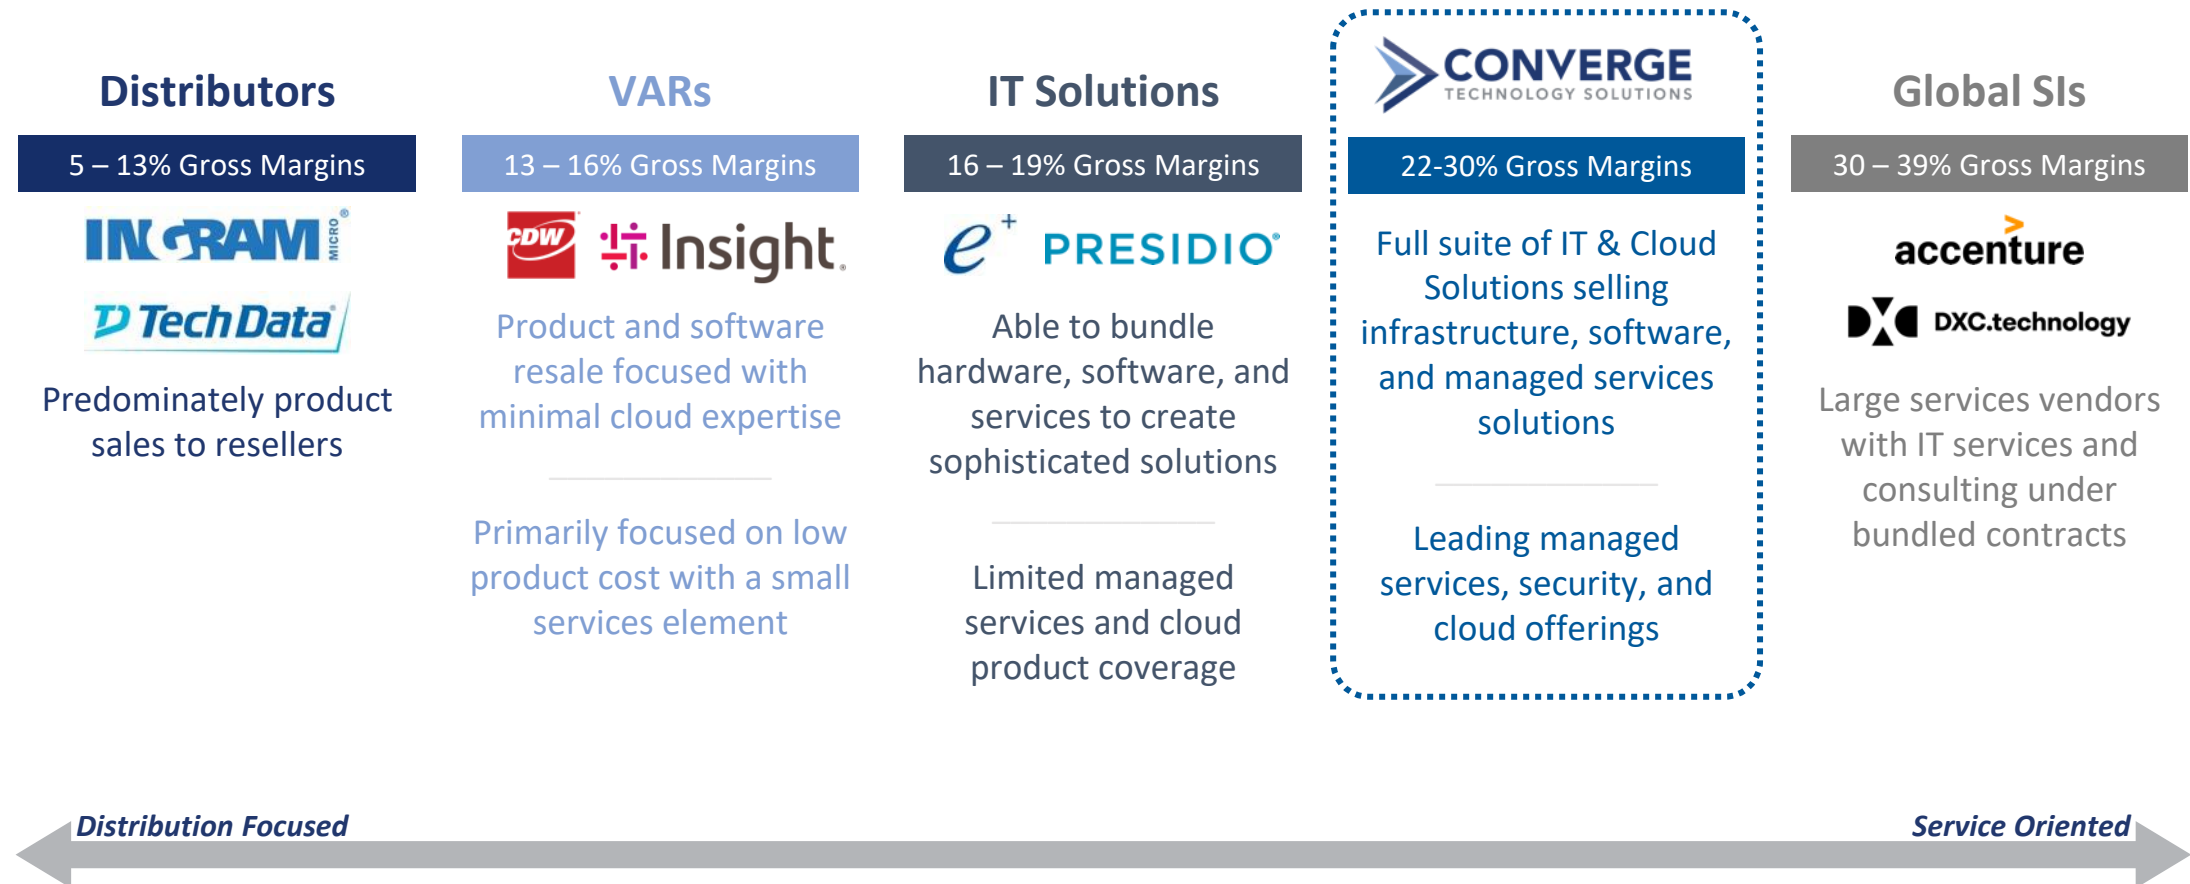 Distributors
5 – 13% Gross Margins
INGRAM MICRO®
TechData
Predominately product
sales to resellers
VARs
13 – 16% Gross Margins
CDW
Insight.®
Product and software
resale focused with
minimal cloud expertise
Primarily focused on low
product cost with a small
services element
IT Solutions
16 – 19% Gross Margins
e+
PRESIDIO®
Able to bundle
hardware, software, and
services to create
sophisticated solutions
Limited managed
services and cloud
product coverage
CONVERGE
TECHNOLOGY SOLUTIONS
22-30% Gross Margins
Full suite of IT & Cloud
Solutions selling
infrastructure, software,
and managed services
solutions
Leading managed
services, security, and
cloud offerings
Global SIs
30 – 39% Gross Margins
accenture
DXC.technology
Large services vendors
with IT services and
consulting under
bundled contracts
Distribution Focused
Service Oriented